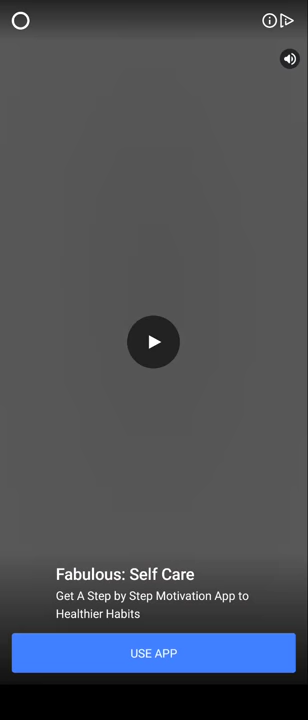 Fabulous: Self Care
Get A Step by Step Motivation App to
Healthier Habits
USE APP